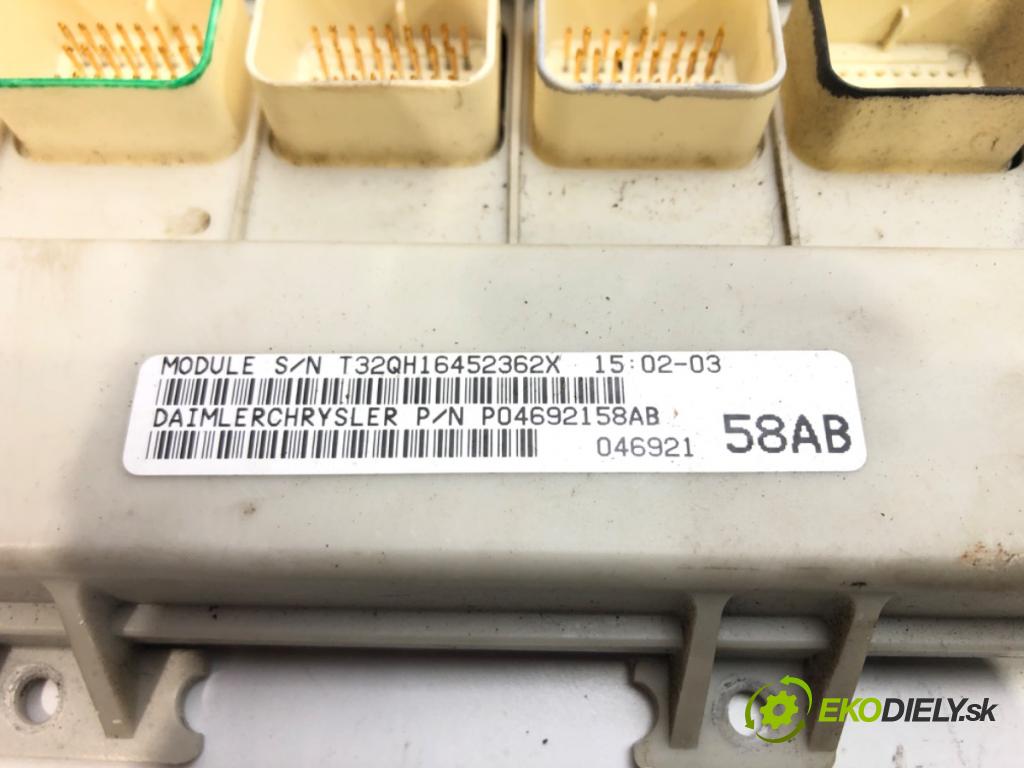 MODULE S/N T32QH16452362X 15:02-03
DAIMLERCHRYSLER P/N P04692158AB
046921 58AB
EKODIELY.sk